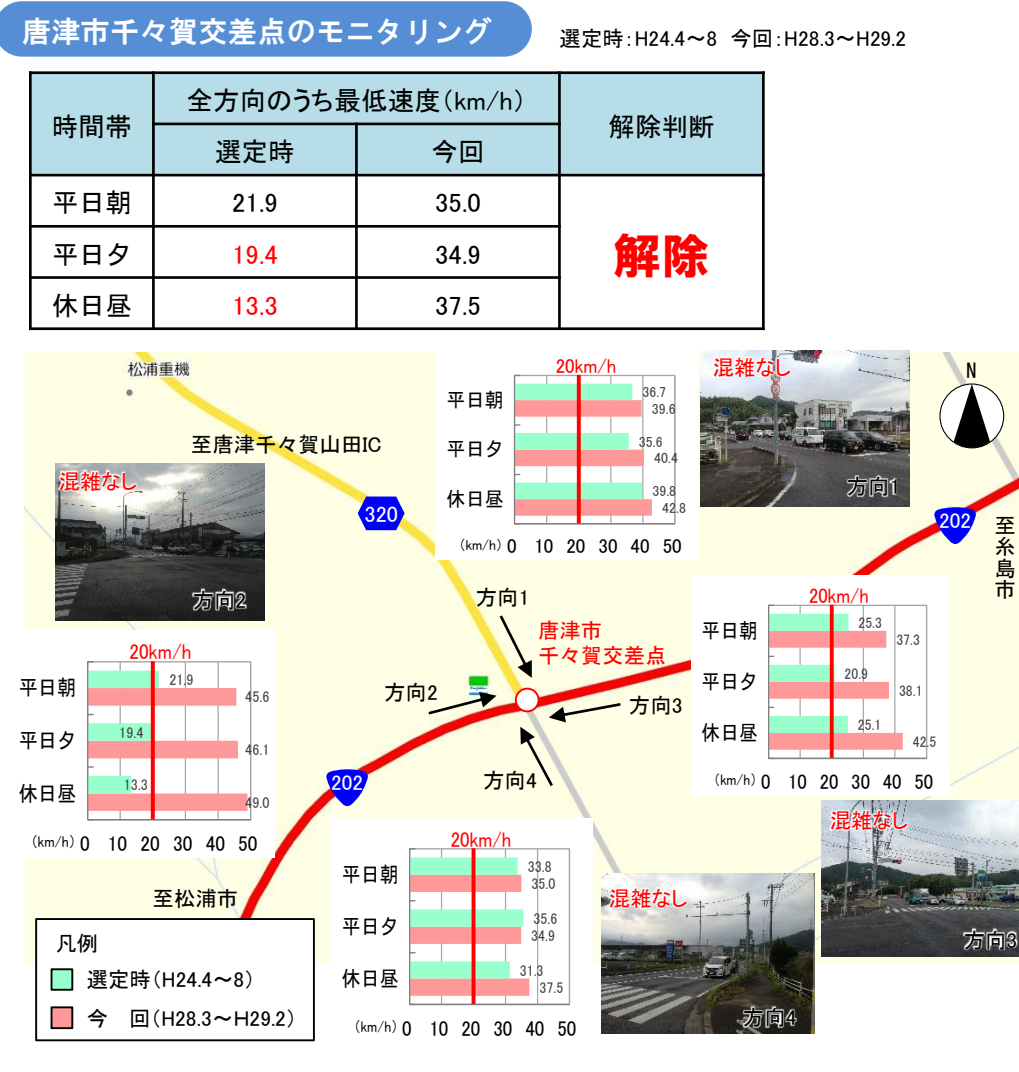 唐津市千々賀交差点のモニタリング
選定時：H24.4～8 今回：H28.3～H29.2
時間帯
全方向のうち最低速度（km/h）
解除判断
選定時
今回
平日朝
21.9
35.0
解除
平日夕
19.4
34.9
休日昼
13.3
37.5
松浦重機
至唐津千々賀山田IC
320
20km/h
平日朝
36.7
39.6
平日夕
35.6
40.4
休日昼
39.8
42.8
(km/h) 0 10 20 30 40 50
混雑なし
方向1
N
202
至糸島市
混雑なし
方向2
方向1
唐津市
千々賀交差点
方向2
方向3
方向4
20km/h
平日朝
21.9
45.6
平日夕
19.4
46.1
休日昼
13.3
49.0
(km/h) 0 10 20 30 40 50
20km/h
平日朝
25.3
37.3
平日夕
20.9
38.1
休日昼
25.1
42.5
(km/h) 0 10 20 30 40 50
202
至松浦市
20km/h
平日朝
33.8
35.0
平日夕
35.6
34.9
休日昼
31.3
37.5
(km/h) 0 10 20 30 40 50
混雑なし
方向4
混雑なし
方向3
凡例
選定時（H24.4～8）
今　回（H28.3～H29.2）